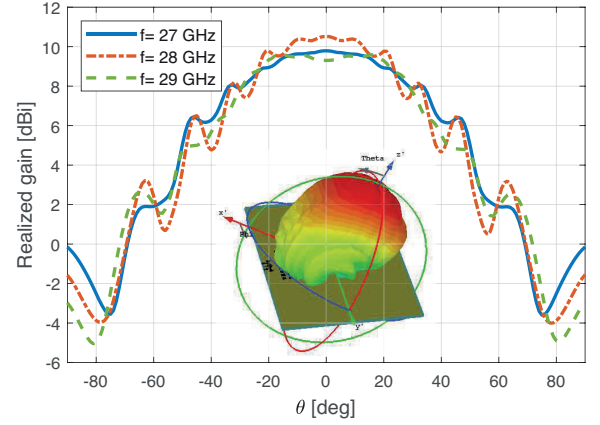 12
10
8
6
4
2
0
-2
-4
-6
Realized gain [dBi]
f= 27 GHz
f= 28 GHz
f= 29 GHz
Theta
z'
x'
y'
-80
-60
-40
-20
0
20
40
60
80
θ [deg]